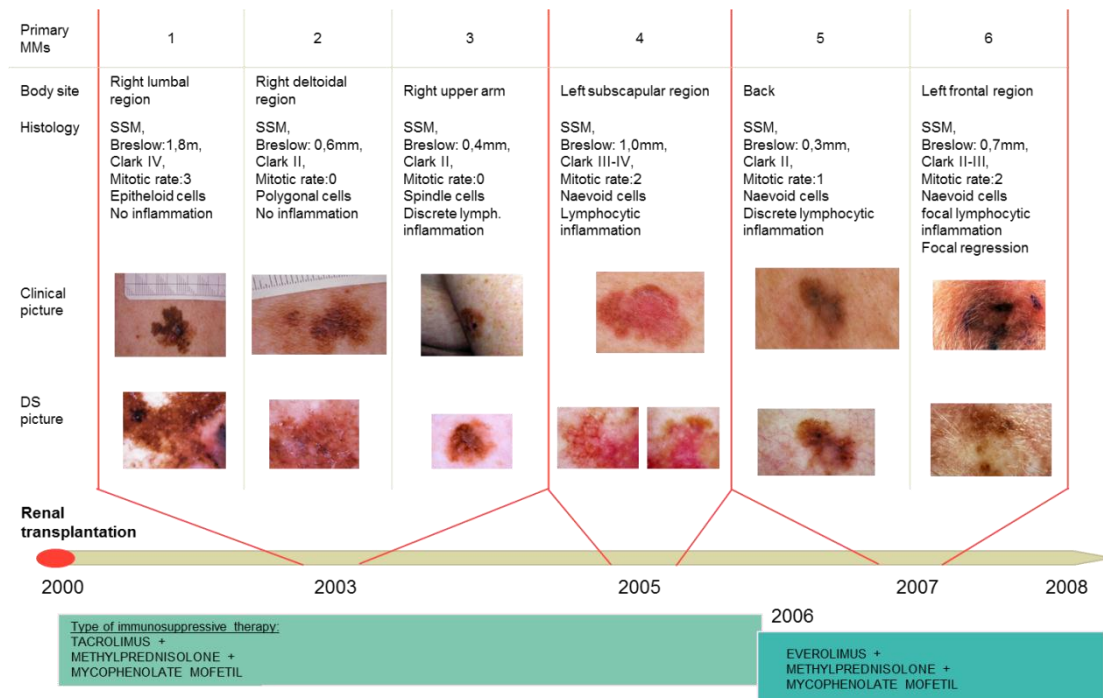 Primary MMs
1
2
3
4
5
6
Body site
Right lumbal
region
Right deltoidal
region
Right upper arm
Left subscapular region
Back
Left frontal region
Histology
SSM,
Breslow:1,8m,
Clark IV,
Mitotic rate:3
Epitheloid cells
No inflammation
SSM,
Breslow: 0,6mm,
Clark II,
Mitotic rate:0
Polygonal cells
No inflammation
SSM,
Breslow: 0,4mm,
Clark II,
Mitotic rate:0
Spindle cells
Discrete lymph.
inflammation
SSM,
Breslow: 1,0mm,
Clark III-IV,
Mitotic rate:2
Naevoid cells
Lymphocytic
inflammation
SSM,
Breslow: 0,3mm,
Clark II,
Mitotic rate:1
Naevoid cells
Discrete lymphocytic
inflammation
SSM,
Breslow: 0,7mm,
Clark II-III,
Mitotic rate:2
Naevoid cells
focal lymphocytic
inflammation
Focal regression
Clinical
picture
DS
picture
Renal
transplantation
2000
2003
2005
2006
2007
2008
Type of immunosuppressive therapy:
TACROLIMUS +
METHYLPREDNISOLONE +
MYCOPHENOLATE MOFETIL
EVEROLIMUS +
METHYLPREDNISOLONE +
MYCOPHENOLATE MOFETIL